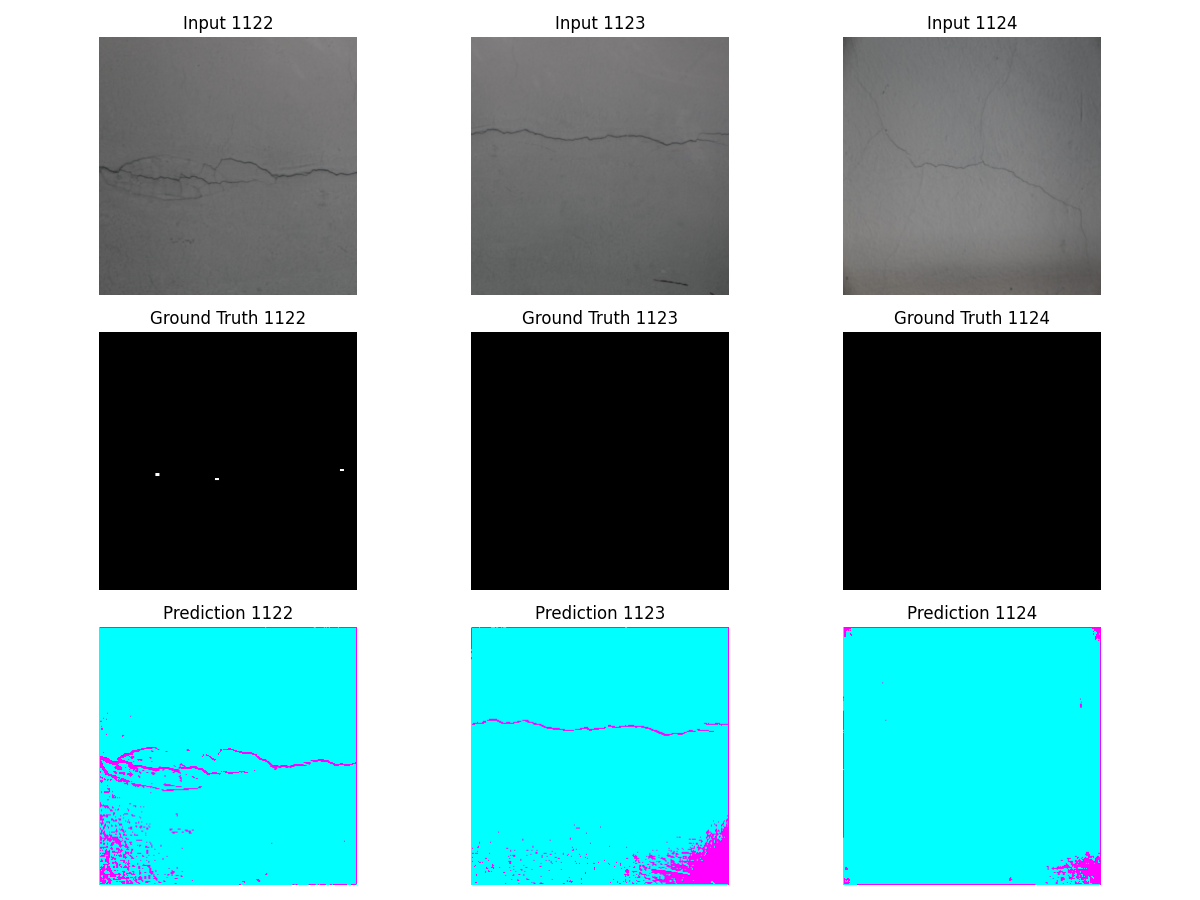 Input 1122
Input 1123
Input 1124
Ground Truth 1122
Ground Truth 1123
Ground Truth 1124
Prediction 1122
Prediction 1123
Prediction 1124